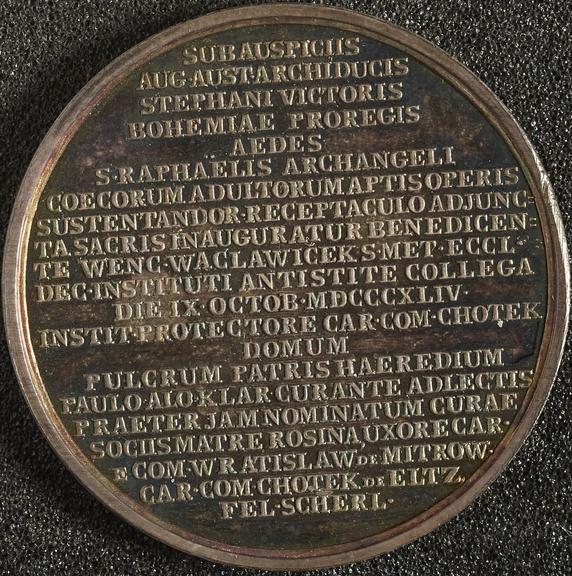 SUB AUSPICIIS
AUG·AUST·ARCHIDUCIS
STEPHANI VICTORIS
BOHEMIAE PROREGIS
AEDES
S·RAPHAELIS ARCHANGELI
COECORUM ADULTORUM APTIS OPERIS
SUSTENTANDOR·RECEPTACULO ADJUNC-
TA SACRIS INAUGURATUR BENEDICEN-
TE WENC·WACLAWICEK·S·MET·ECCL·
DEC·INSTITUTI ANTISTITE COLLEGA
DIE IX·OCTOB·MDCCCXLIV·
INSTIT·PROTECTORE CAR·COM·CHOTEK
DOMUM
PULCRUM PATRIS HAEREDIUM
PAULO ALO·KLAR CURANTE ADLECTIS
PRAETER JAM NOMINATUM CURAE
SOCIIS MATRE ROSINA UXORE CAR·
E COM·WRATISLAW DE MITROW·
CAR·COM·CHOTEK DE ELTZ
FEL·SCHERL·